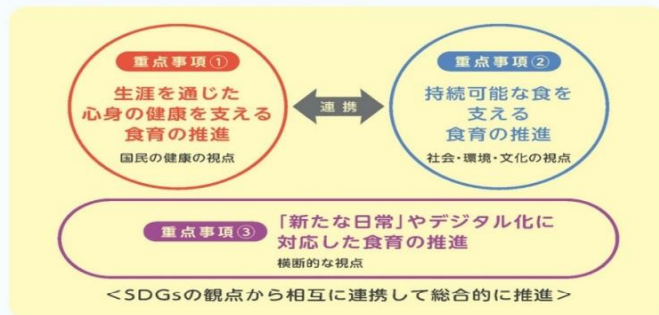 重点事項①
生涯を通じた
心身の健康を支える
食育の推進
国民の健康の視点
連携
重点事項②
持続可能な食を
支える
食育の推進
社会・環境・文化の視点
重点事項③
「新たな日常」やデジタル化に
対応した食育の推進
横断的な視点
<SDGsの観点から相互に連携して総合的に推進>